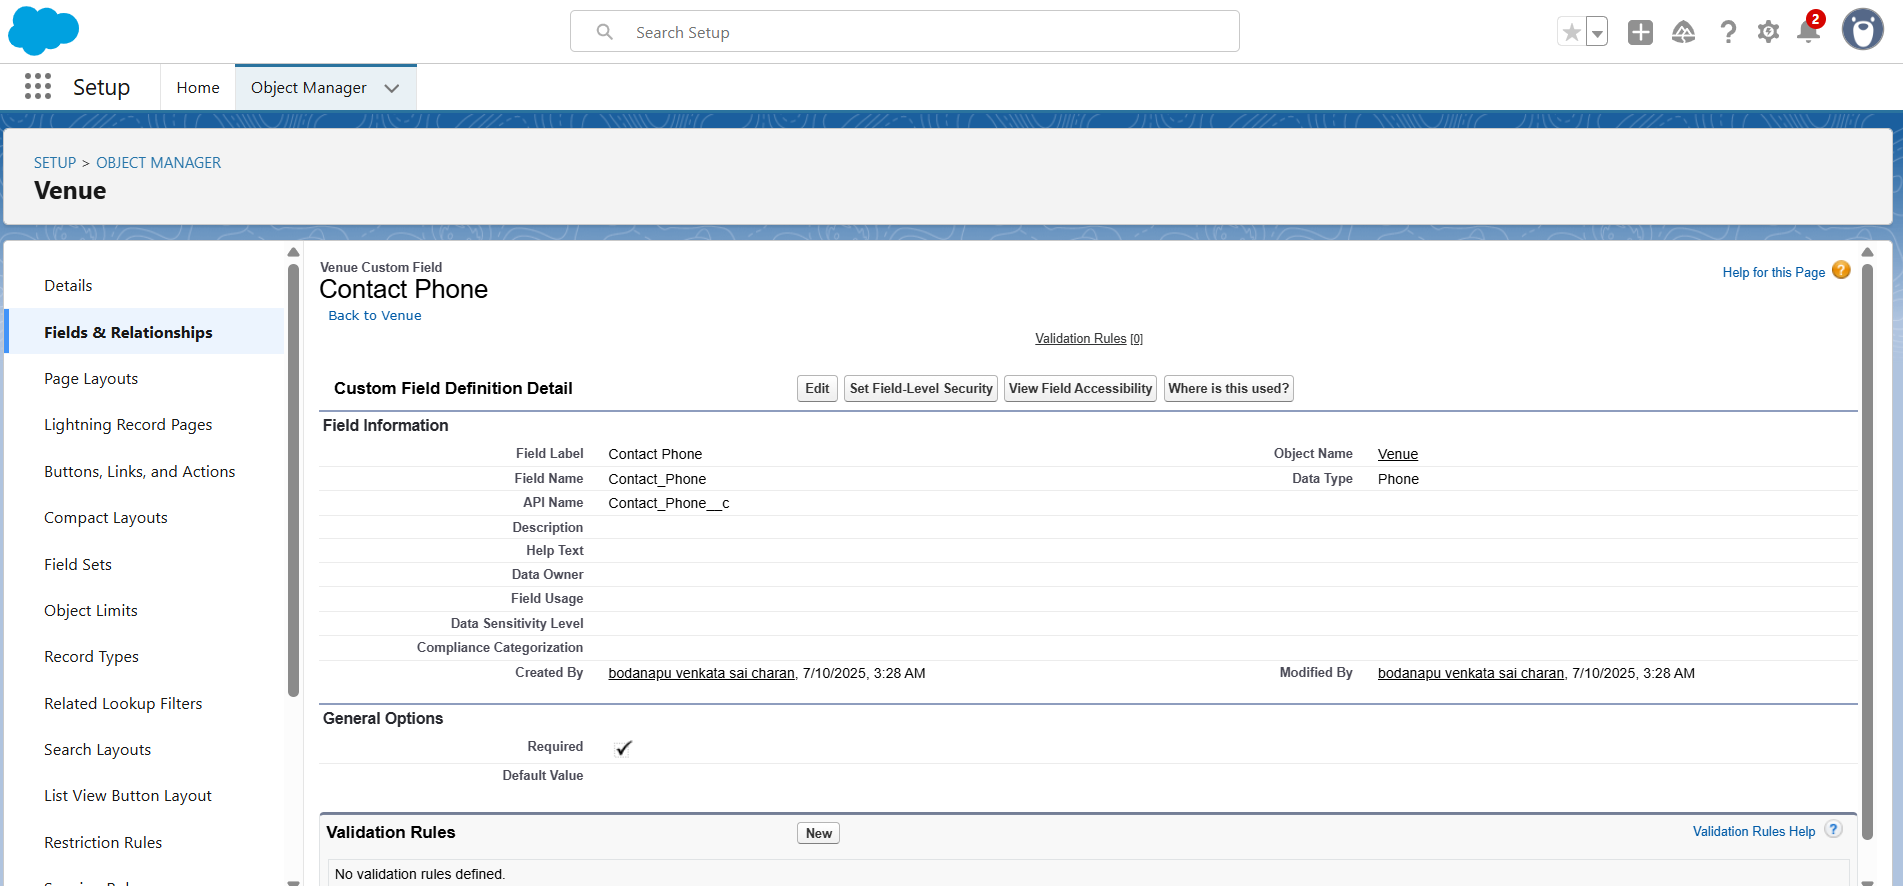 Search Setup
2
Setup
Home
Object Manager
SETUP > OBJECT MANAGER
Venue
Details
Fields & Relationships
Page Layouts
Lightning Record Pages
Buttons, Links, and Actions
Compact Layouts
Field Sets
Object Limits
Record Types
Related Lookup Filters
Search Layouts
List View Button Layout
Restriction Rules
Venue Custom Field
Contact Phone
Back to Venue
Help for this Page ?
Validation Rules [0]
Custom Field Definition Detail
Edit
Set Field-Level Security
View Field Accessibility
Where is this used?
Field Information
Field Label Contact Phone Object Name Venue
Field Name Contact_Phone Data Type Phone
API Name Contact_Phone__c
Description
Help Text
Data Owner
Field Usage
Data Sensitivity Level
Compliance Categorization
Created By bodanapu venkata sai charan, 7/10/2025, 3:28 AM Modified By bodanapu venkata sai charan, 7/10/2025, 3:28 AM
General Options
Required
Default Value
Validation Rules New Validation Rules Help ?
No validation rules defined.